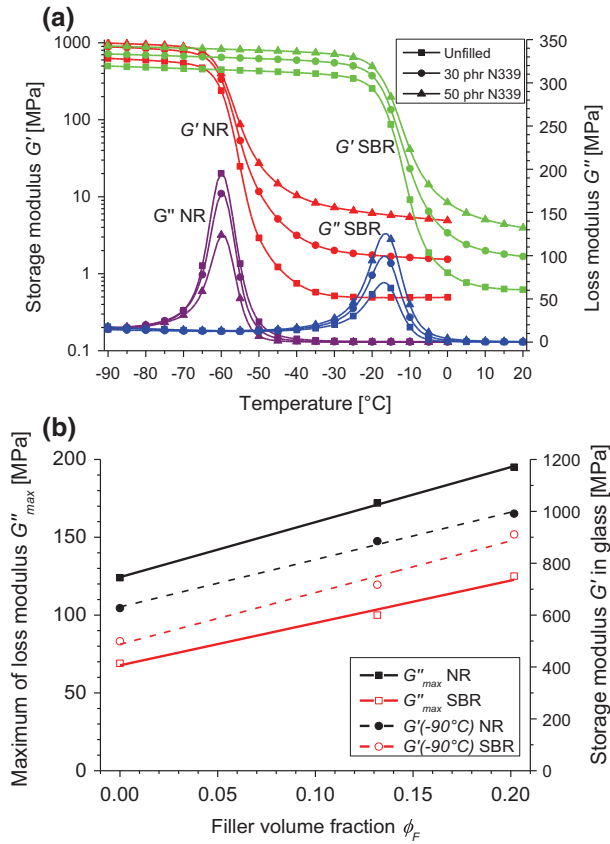 (a)
1000
100
10
1
0.1
Storage modulus G′ [MPa]
350
300
250
200
150
100
50
0
Loss modulus G″ [MPa]
Unfilled
30 phr N339
50 phr N339
G′ NR
G′ SBR
G″ NR
G″ SBR
-90 -80 -70 -60 -50 -40 -30 -20 -10 0 10 20
Temperature [°C]
(b)
200
150
100
50
0
Maximum of loss modulus G″max [MPa]
1200
1000
800
600
400
200
0
Storage modulus G′ in glass [MPa]
G″max NR
G″max SBR
G′(-90°C) NR
G′(-90°C) SBR
0.00 0.05 0.10 0.15 0.20
Filler volume fraction ϕF